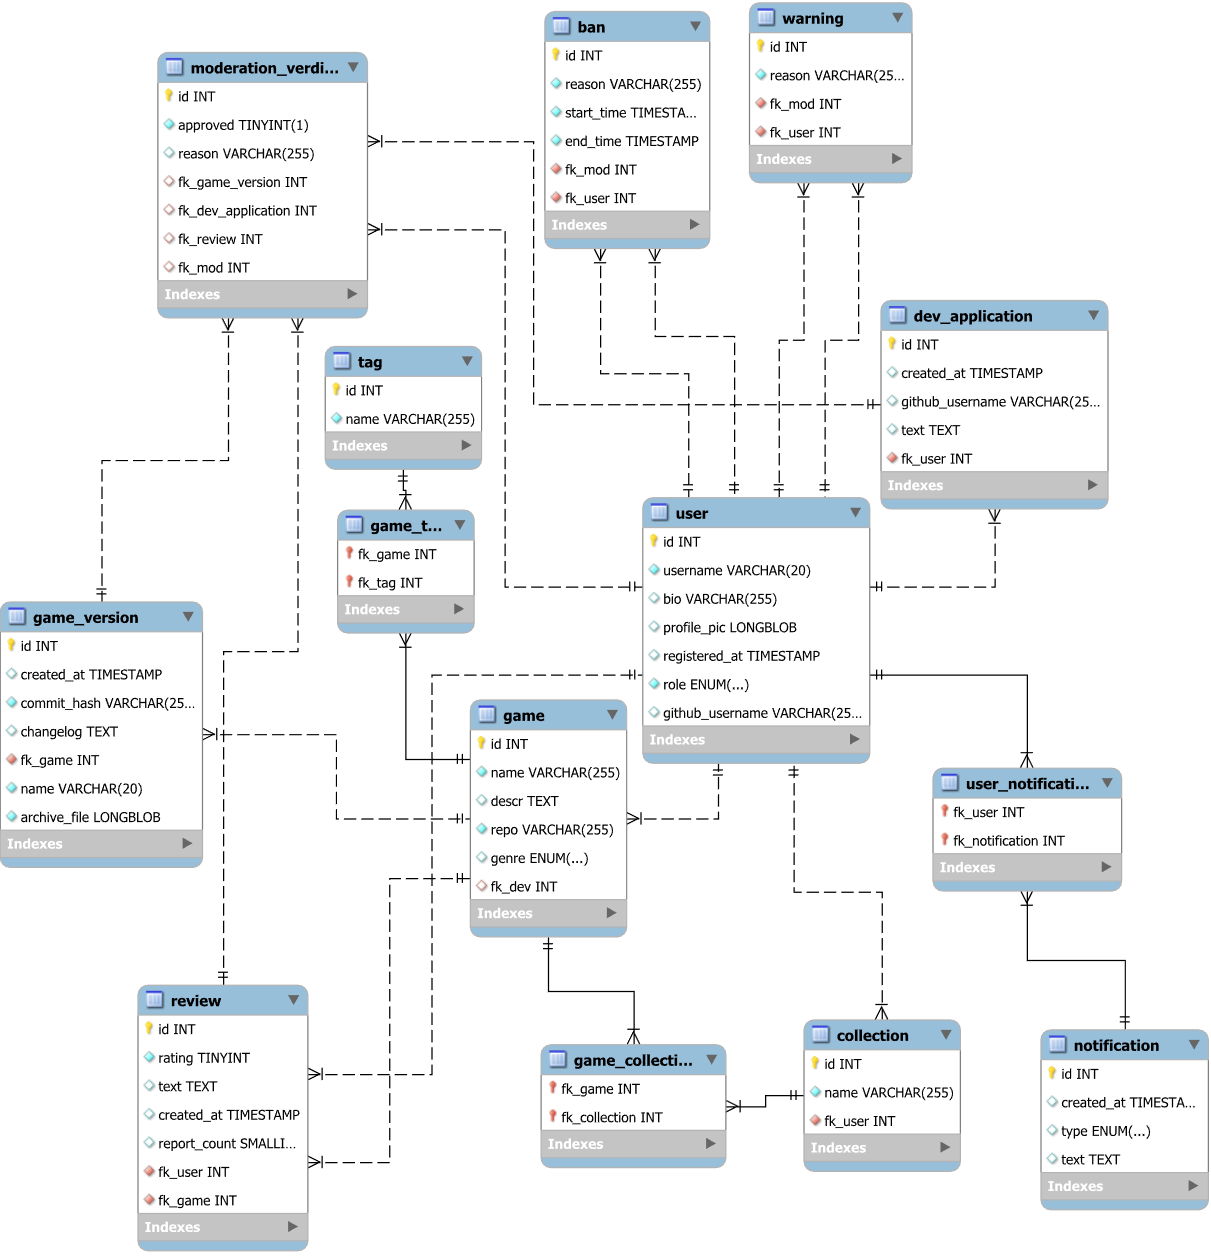 ban
id INT
reason VARCHAR(255)
start_time TIMESTA...
end_time TIMESTAMP
fk_mod INT
fk_user INT
Indexes
warning
id INT
reason VARCHAR(25...
fk_mod INT
fk_user INT
Indexes
moderation_verdi...
id INT
approved TINYINT(1)
reason VARCHAR(255)
fk_game_version INT
fk_dev_application INT
fk_review INT
fk_mod INT
Indexes
dev_application
id INT
created_at TIMESTAMP
github_username VARCHAR(25...
text TEXT
fk_user INT
Indexes
tag
id INT
name VARCHAR(255)
Indexes
game_t...
fk_game INT
fk_tag INT
Indexes
user
id INT
username VARCHAR(20)
bio VARCHAR(255)
profile_pic LONGBLOB
registered_at TIMESTAMP
role ENUM(...)
github_username VARCHAR(25...
Indexes
game_version
id INT
created_at TIMESTAMP
commit_hash VARCHAR(25...
changelog TEXT
fk_game INT
name VARCHAR(20)
archive_file LONGBLOB
Indexes
game
id INT
name VARCHAR(255)
descr TEXT
repo VARCHAR(255)
genre ENUM(...)
fk_dev INT
Indexes
user_notificati...
fk_user INT
fk_notification INT
Indexes
review
id INT
rating TINYINT
text TEXT
created_at TIMESTAMP
report_count SMALLI...
fk_user INT
fk_game INT
Indexes
game_collecti...
fk_game INT
fk_collection INT
Indexes
collection
id INT
name VARCHAR(255)
fk_user INT
Indexes
notification
id INT
created_at TIMESTA...
type ENUM(...)
text TEXT
Indexes